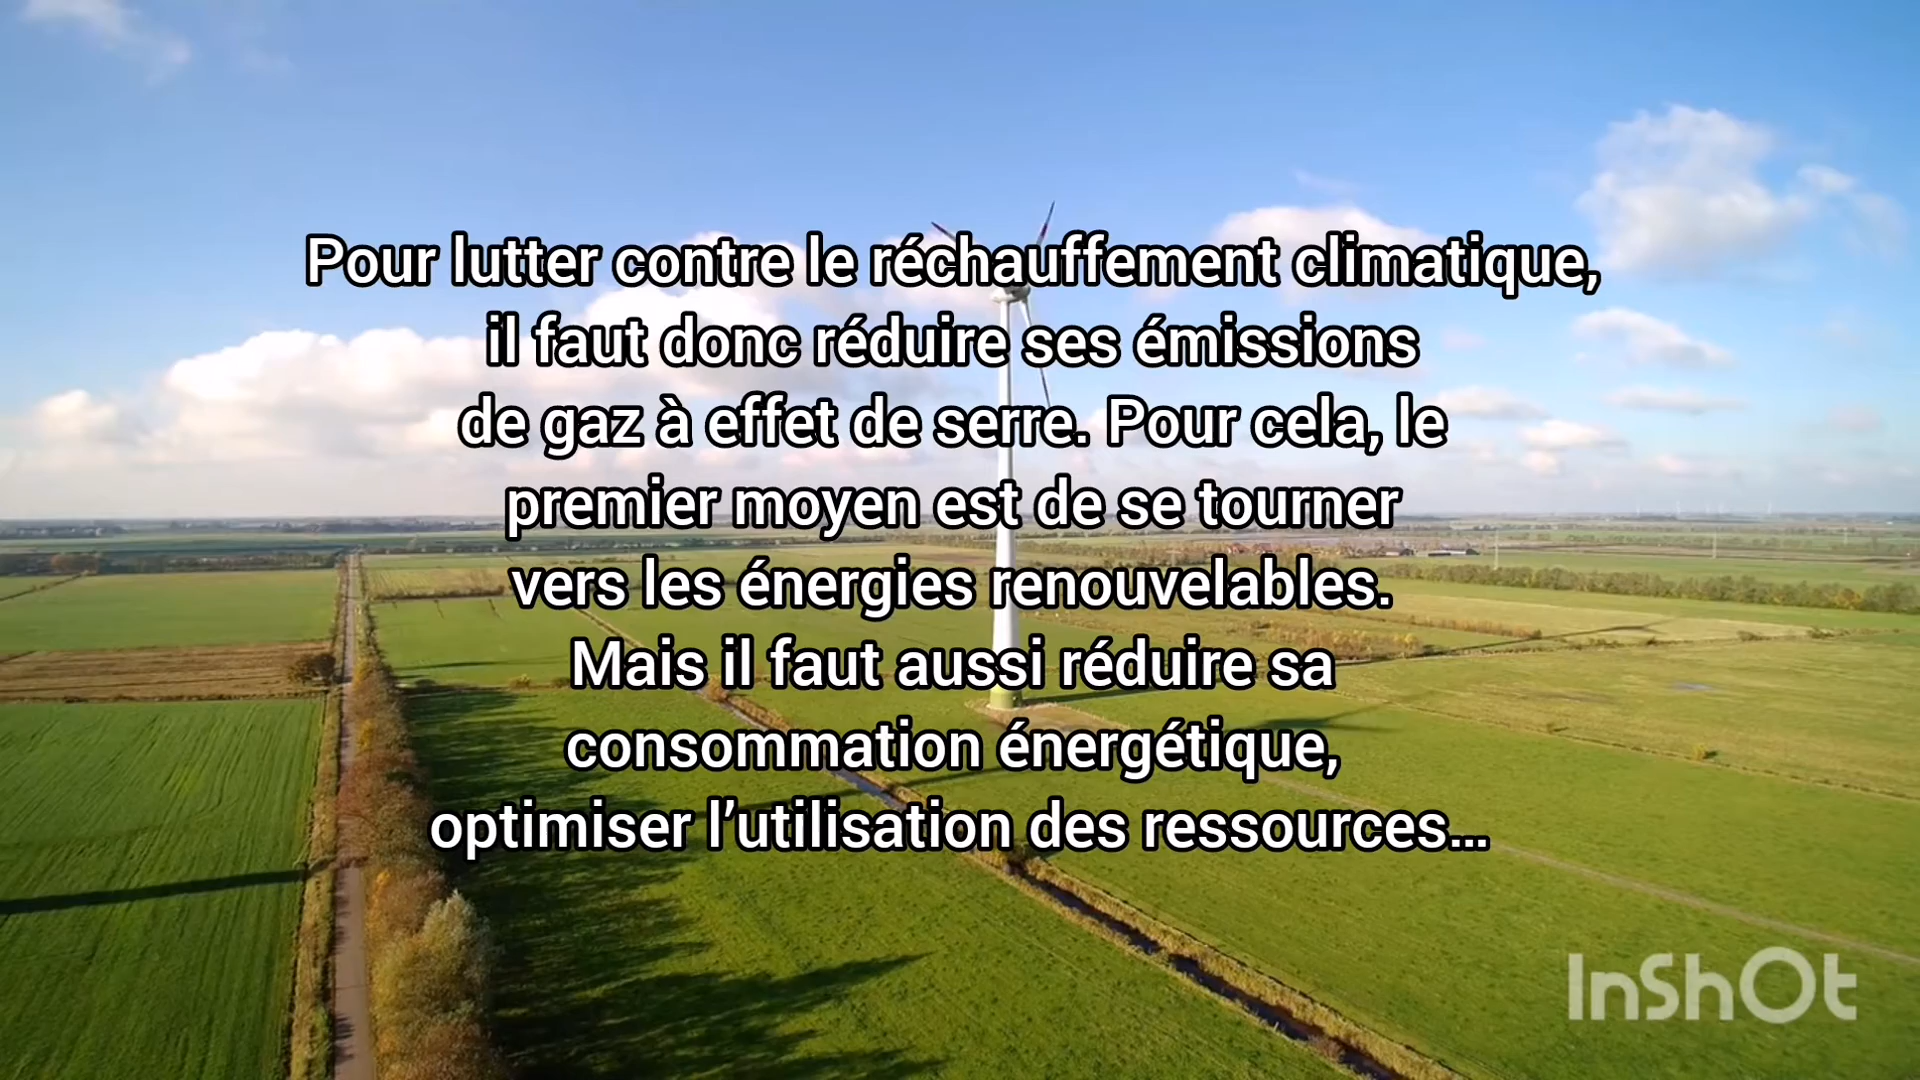 Pour lutter contre le réchauffement climatique,
il faut donc réduire ses émissions
de gaz à effet de serre. Pour cela, le
premier moyen est de se tourner
vers les énergies renouvelables.
Mais il faut aussi réduire sa
consommation énergétique,
optimiser l’utilisation des ressources...
InShOt